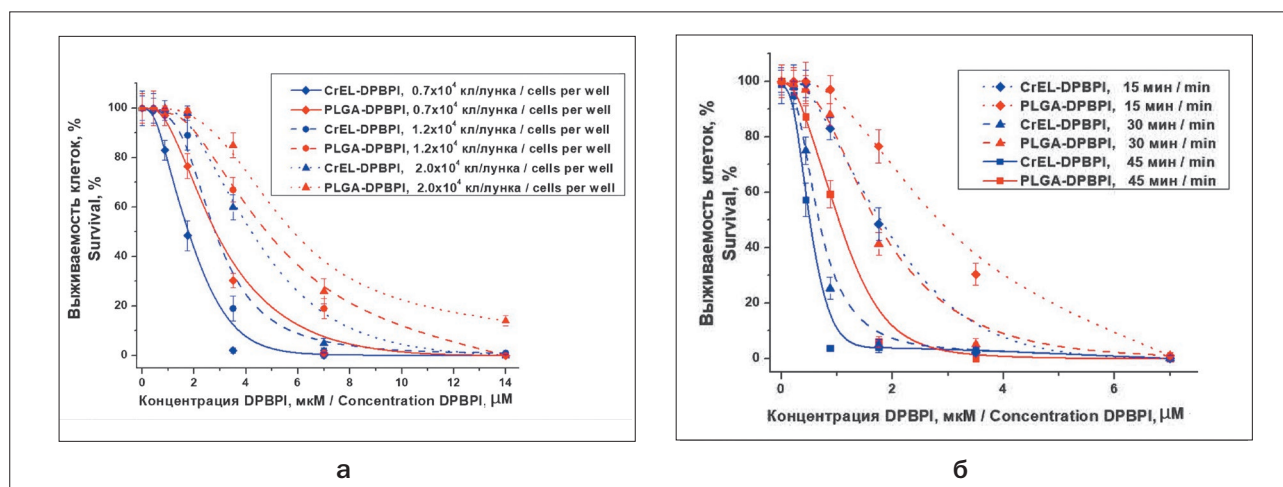 CrEL-DPBPI, 0.7x10⁴ кл/лунка / cells per well
PLGA-DPBPI, 0.7x10⁴ кл/лунка / cells per well
CrEL-DPBPI, 1.2x10⁴ кл/лунка / cells per well
PLGA-DPBPI, 1.2x10⁴ кл/лунка / cells per well
CrEL-DPBPI, 2.0x10⁴ кл/лунка / cells per well
PLGA-DPBPI, 2.0x10⁴ кл/лунка / cells per well
Выживаемость клеток, %
Survival, %
100
80
60
40
20
0
0 2 4 6 8 10 12 14
Концентрация DPBPI, мкМ / Concentration DPBPI, μM
а
CrEL-DPBPI, 15 мин / min
PLGA-DPBPI, 15 мин / min
CrEL-DPBPI, 30 мин / min
PLGA-DPBPI, 30 мин / min
CrEL-DPBPI, 45 мин / min
PLGA-DPBPI, 45 мин / min
Выживаемость клеток, %
Survival, %
100
80
60
40
20
0
0 2 4 6
Концентрация DPBPI, мкМ / Concentration DPBPI, μM
б